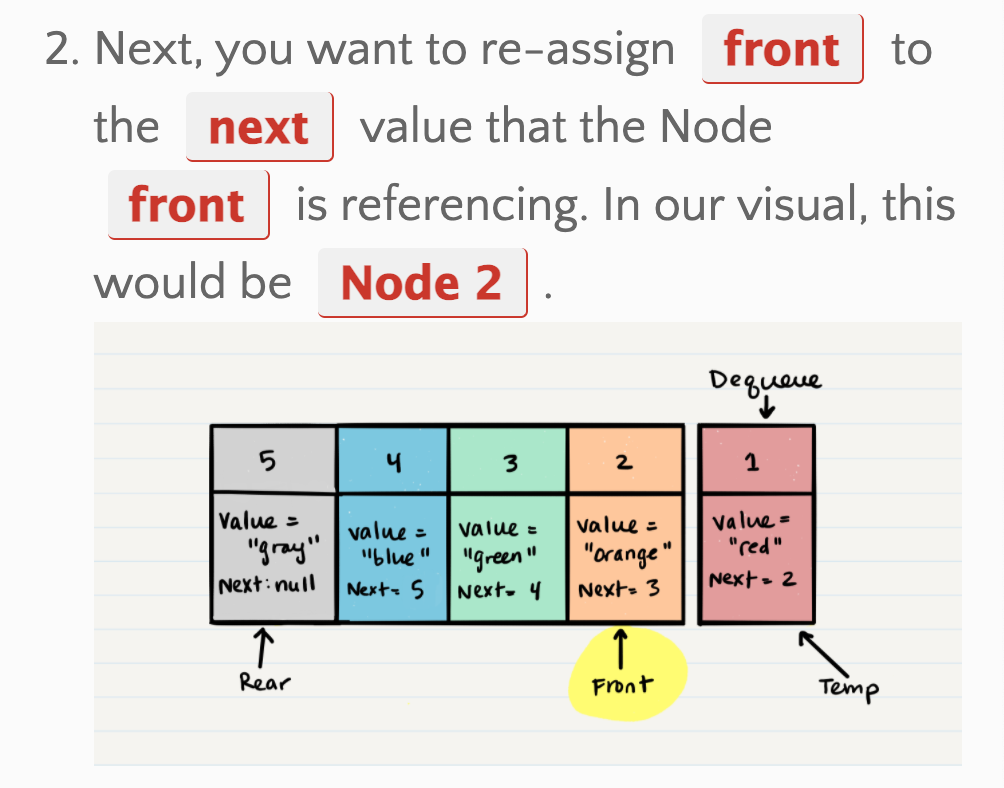 2. Next, you want to re-assign front to
the next value that the Node
front is referencing. In our visual, this
would be Node 2 .
Dequeue
5 4 3 2 1
Value = "gray" Next: null
value = "blue" Next= 5
value = "green" Next= 4
value = "orange" Next= 3
value = "red" Next= 2
Rear
Front
Temp